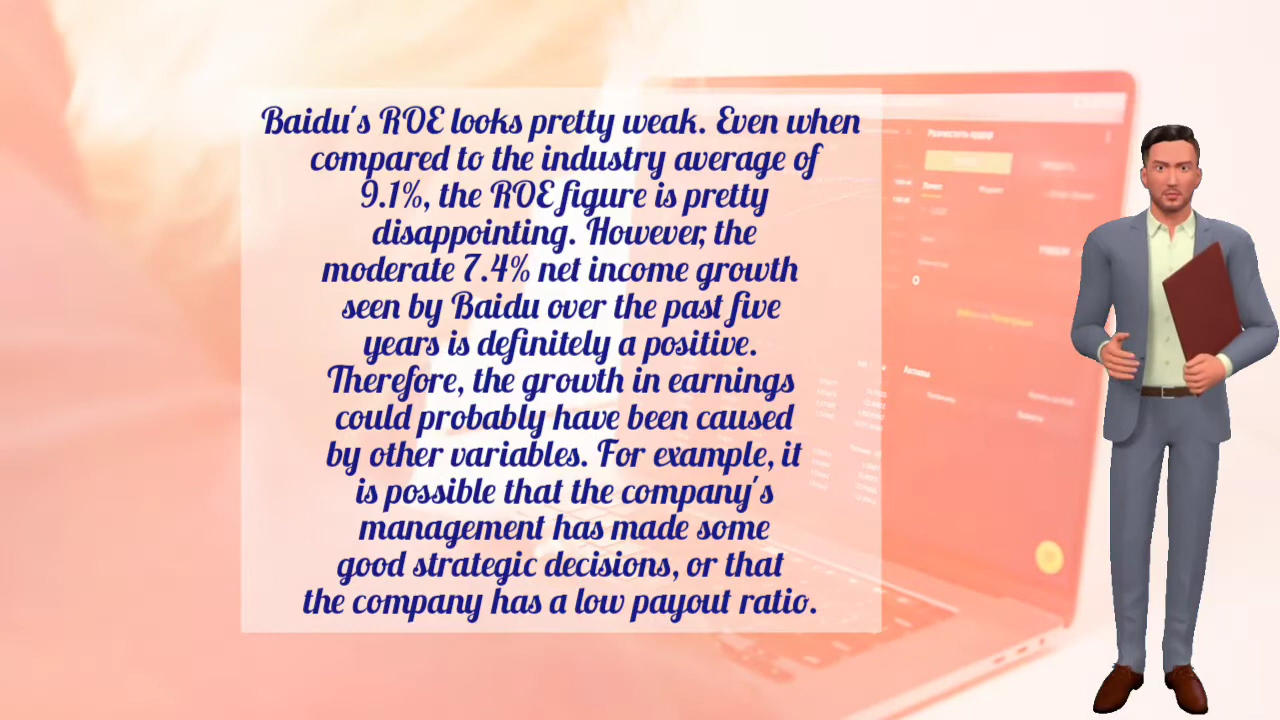 Baidu's ROE looks pretty weak. Even when
compared to the industry average of
9.1%, the ROE figure is pretty
disappointing. However, the
moderate 7.4% net income growth
seen by Baidu over the past five
years is definitely a positive.
Therefore, the growth in earnings
could probably have been caused
by other variables. For example, it
is possible that the company's
management has made some
good strategic decisions, or that
the company has a low payout ratio.